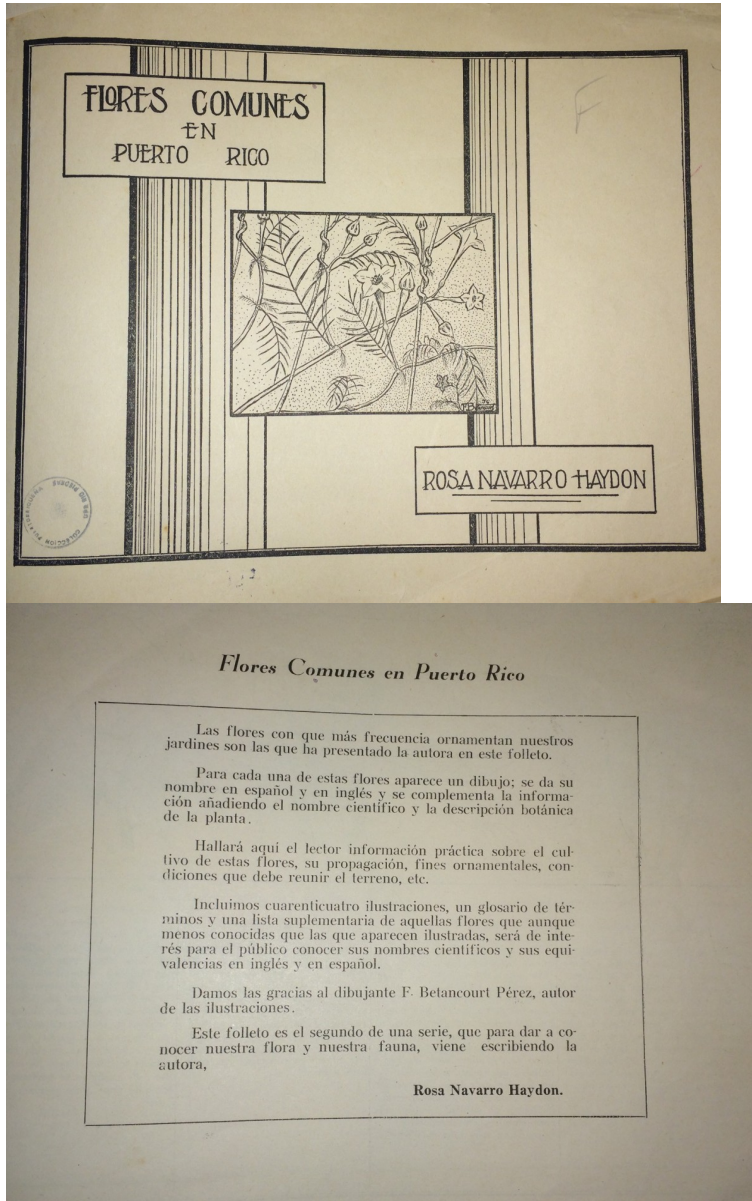 FLORES COMUNES
EN
PUERTO RICO
F
ROSA NAVARRO HAYDON
Flores Comunes en Puerto Rico
Las flores con que más frecuencia ornamentan nuestros
jardines son las que ha presentado la autora en este folleto.
Para cada una de estas flores aparece un dibujo; se da su
nombre en español y en inglés y se complementa la informa-
ción añadiendo el nombre científico y la descripción botánica
de la planta.
Hallará aquí el lector información práctica sobre el cul-
tivo de estas flores, su propagación, fines ornamentales, con-
diciones que debe reunir el terreno, etc.
Incluimos cuarenticuatro ilustraciones, un glosario de tér-
minos y una lista suplementaria de aquellas flores que aunque
menos conocidas que las que aparecen ilustradas, será de inte-
rés para el público conocer sus nombres científicos y sus equi-
valencias en inglés y en español.
Damos las gracias al dibujante F. Betancourt Pérez, autor
de las ilustraciones.
Este folleto es el segundo de una serie, que para dar a co-
nocer nuestra flora y nuestra fauna, viene escribiendo la
autora,
Rosa Navarro Haydon.